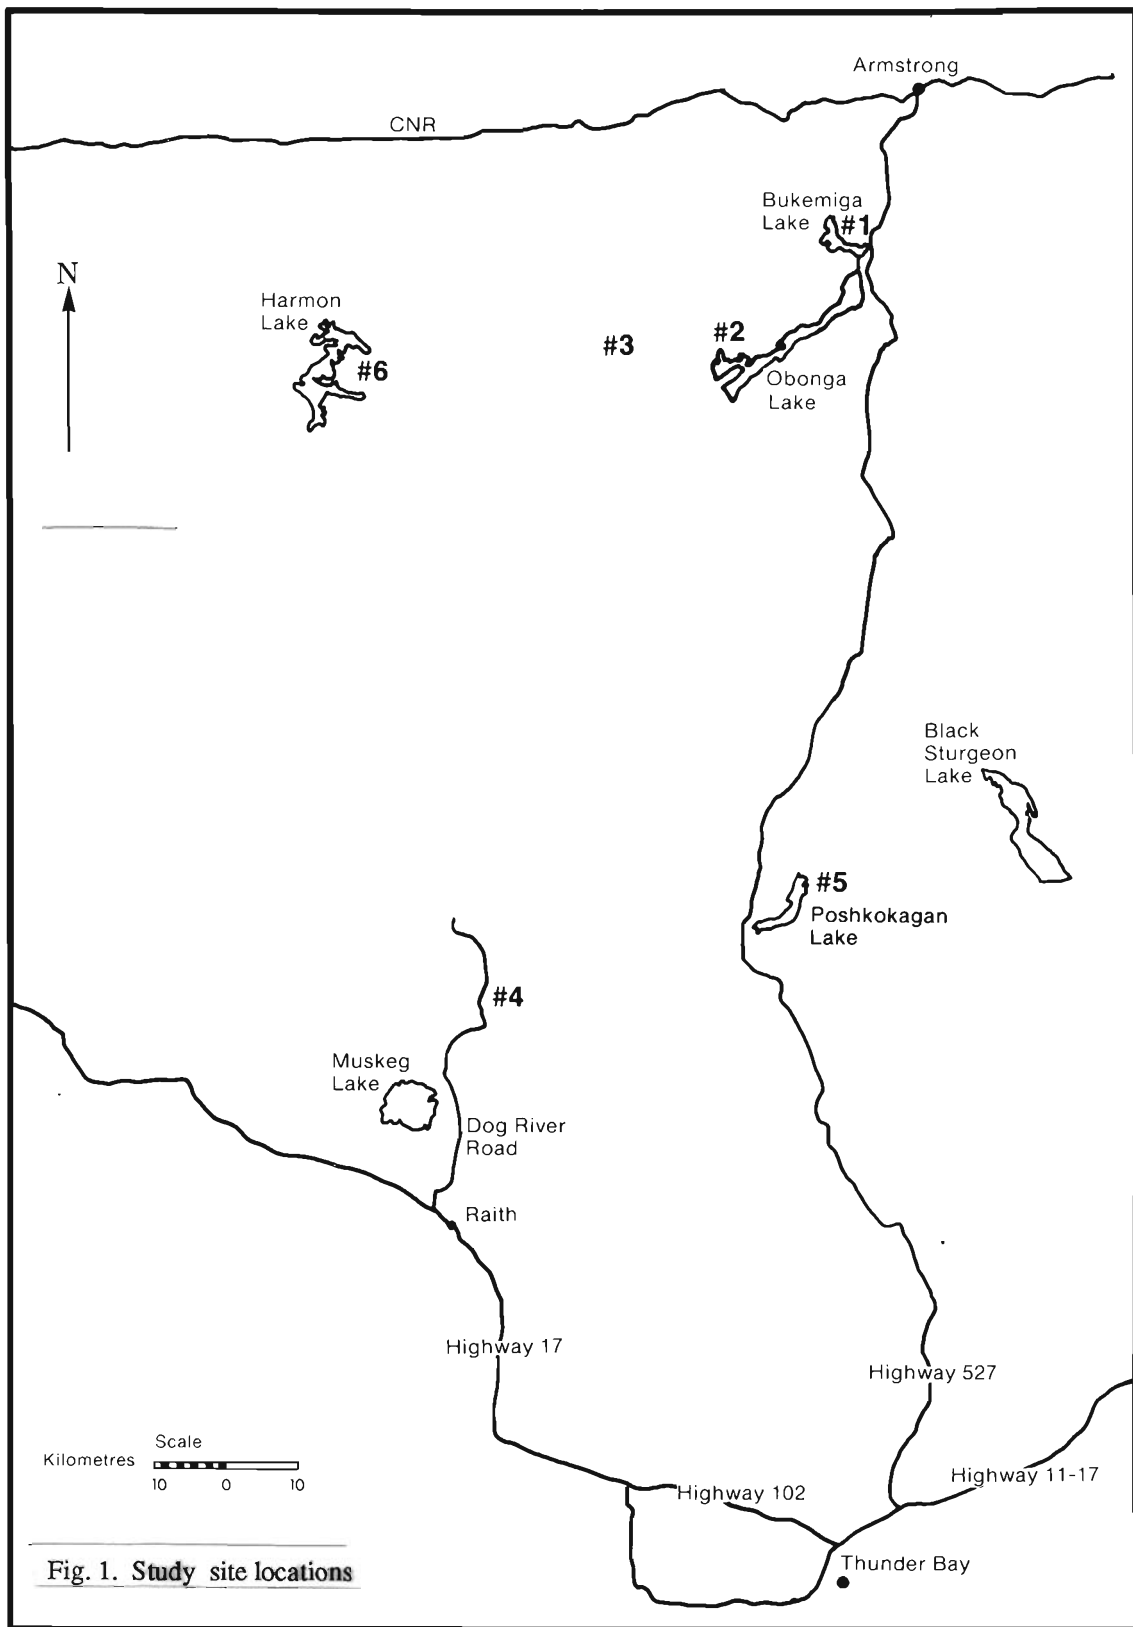 Armstrong
CNR
Bukemiga
Lake
#1
N
Harmon
Lake
#6
#3
#2
Obonga
Lake
Black
Sturgeon
Lake
#5
Poshkokagan
Lake
#4
Muskeg
Lake
Dog River
Road
Raith
Highway 17
Highway 527
Scale
Kilometres
10 0 10
Highway 102
Highway 11-17
Thunder Bay
Fig. 1. Study site locations